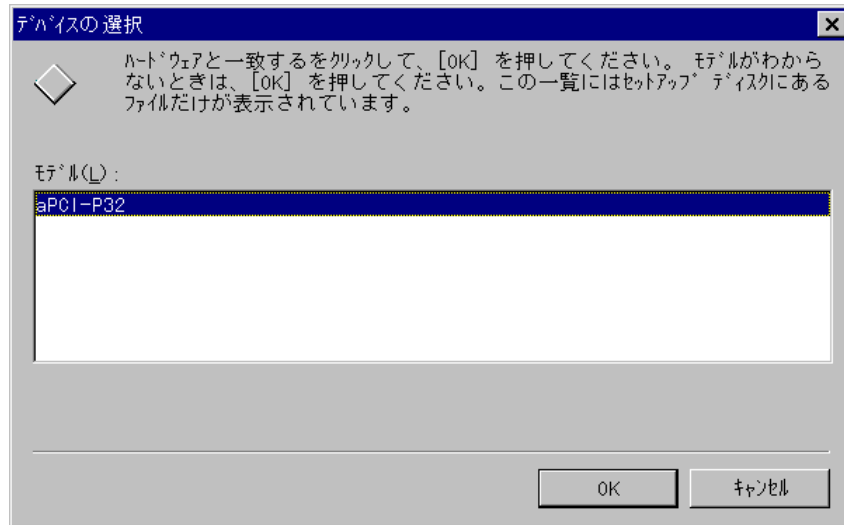 ﾃﾞﾊﾞｲｽの選択
ﾊｰﾄﾞｳｪｱと一致するをｸﾘｯｸして、[OK] を押してください。 ﾓﾃﾞﾙがわから
ないときは、[OK] を押してください。この一覧にはｾｯﾄｱｯﾌﾟ ﾃﾞｨｽｸにある
ﾌｧｲﾙだけが表示されています。
ﾓﾃﾞﾙ(L) :
aPCI-P32
OK
ｷｬﾝｾﾙ